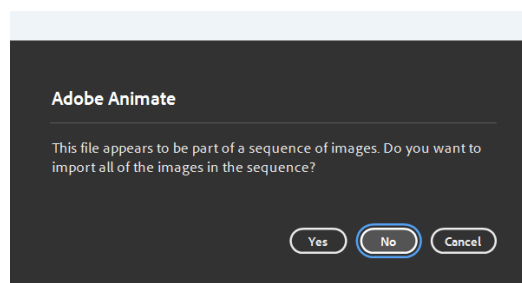 Adobe Animate
This file appears to be part of a sequence of images. Do you want to
import all of the images in the sequence?
Yes No Cancel